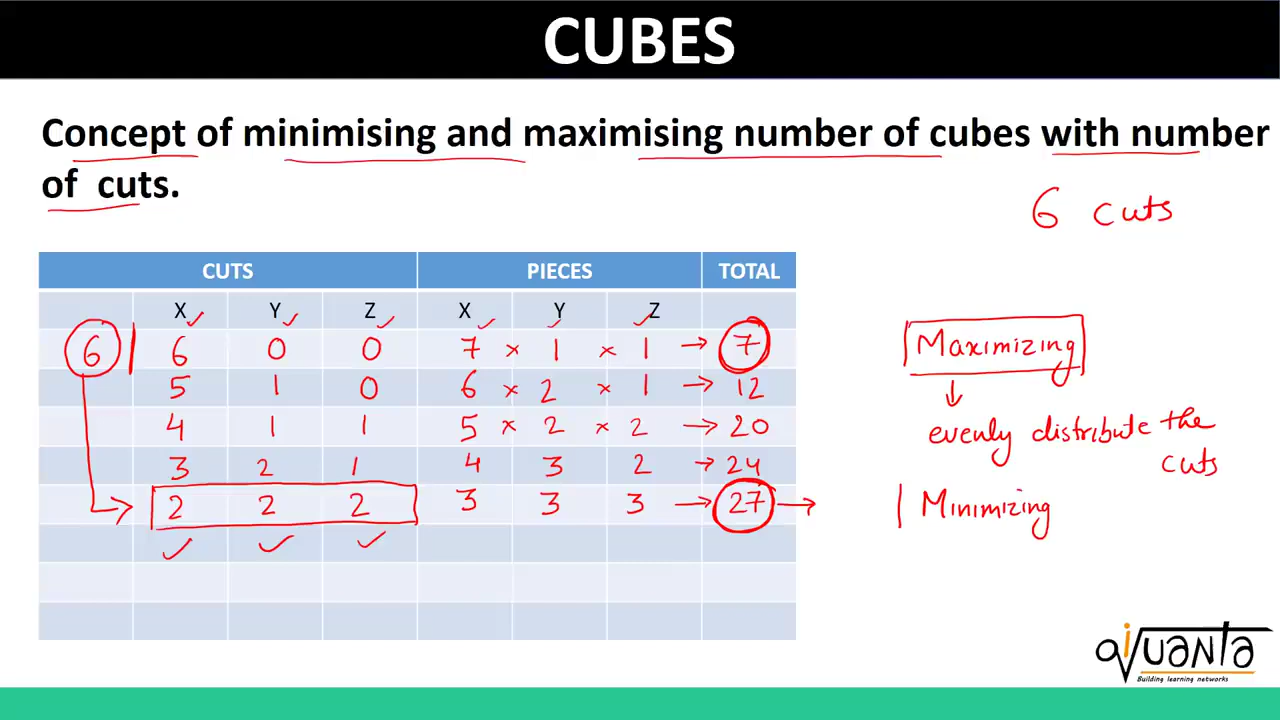 CUBES
Concept of minimising and maximising number of cubes with number
of cuts.
6 cuts
CUTS PIECES TOTAL
X Y Z X Y Z
6 6 0 0 7 × 1 × 1 → 7
5 1 0 6 × 2 × 1 → 12
4 1 1 5 × 2 × 2 → 20
3 2 1 4 3 2 → 24
2 2 2 3 3 3 → 27 →
Maximizing
↓
evenly distribute the
cuts
Minimizing
qiuanta
Building learning networks